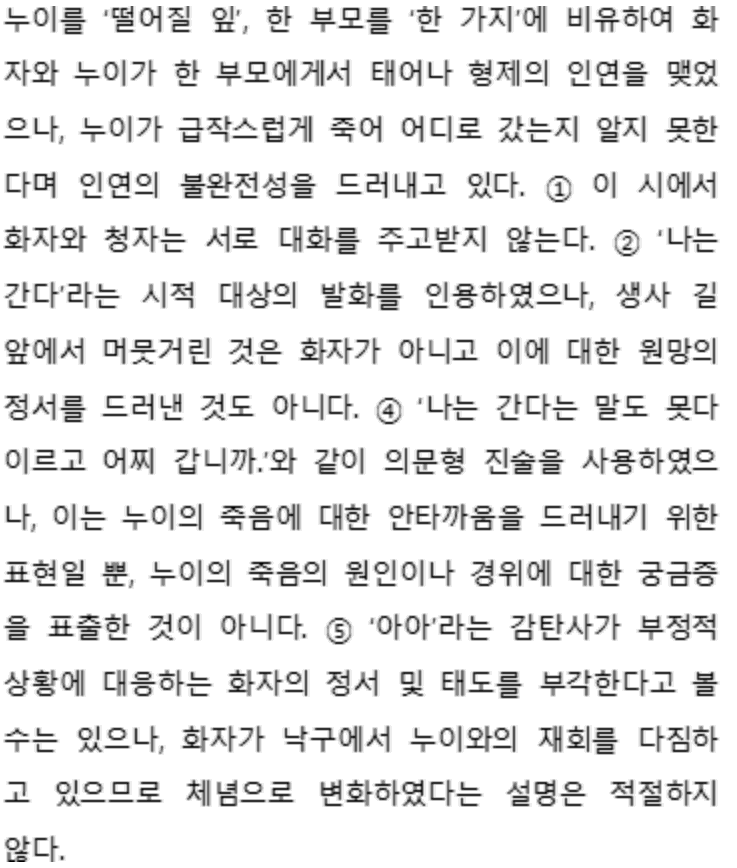 누이를 ‘떨어질 잎’, 한 부모를 ‘한 가지’에 비유하여 화
자와 누이가 한 부모에게서 태어나 형제의 인연을 맺었
으나, 누이가 급작스럽게 죽어 어디로 갔는지 알지 못한
다며 인연의 불완전성을 드러내고 있다. ① 이 시에서
화자와 청자는 서로 대화를 주고받지 않는다. ② ‘나는
간다’라는 시적 대상의 발화를 인용하였으나, 생사 길
앞에서 머뭇거린 것은 화자가 아니고 이에 대한 원망의
정서를 드러낸 것도 아니다. ④ ‘나는 간다는 말도 못다
이르고 어찌 갑니까.’와 같이 의문형 진술을 사용하였으
나, 이는 누이의 죽음에 대한 안타까움을 드러내기 위한
표현일 뿐, 누이의 죽음의 원인이나 경위에 대한 궁금증
을 표출한 것이 아니다. ⑤ ‘아아’라는 감탄사가 부정적
상황에 대응하는 화자의 정서 및 태도를 부각한다고 볼
수는 있으나, 화자가 낙구에서 누이와의 재회를 다짐하
고 있으므로 체념으로 변화하였다는 설명은 적절하지
않다.